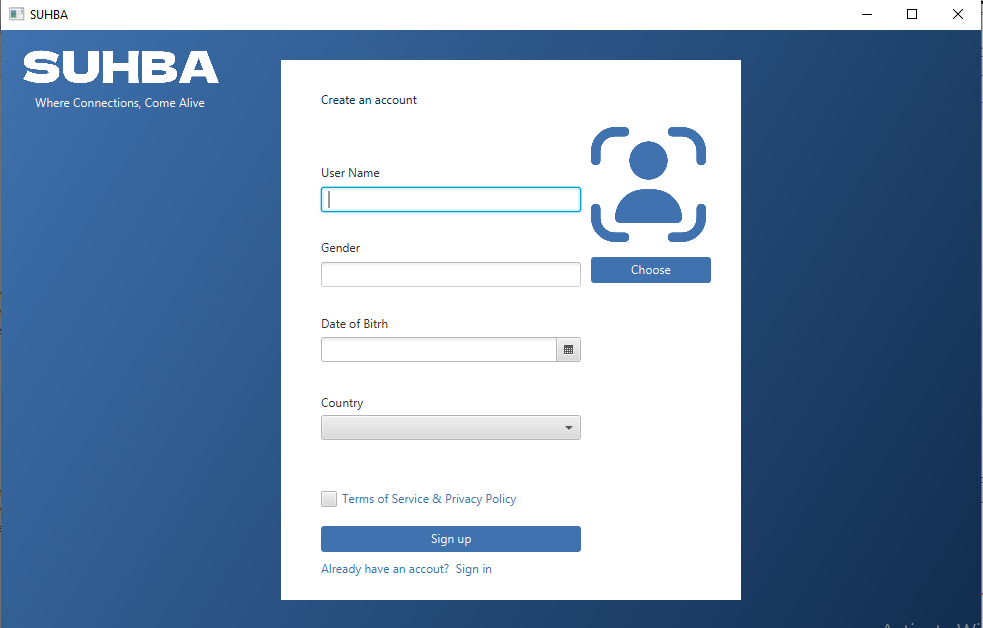 SUHBA
SUHBA
Where Connections, Come Alive
Create an account
User Name
Gender
Choose
Date of Bitrh
Country
Terms of Service & Privacy Policy
Sign up
Already have an accout? Sign in